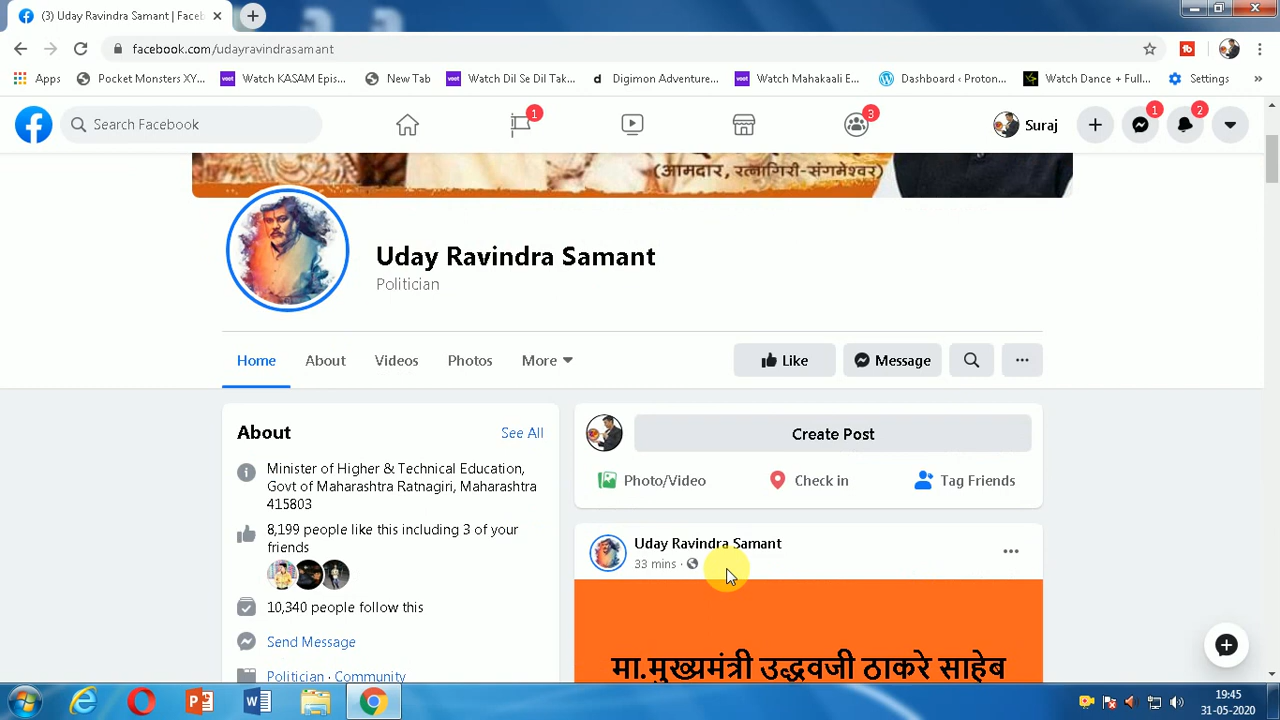 (3) Uday Ravindra Samant | Faceb
facebook.com/udayravindrasamant
Apps
Pocket Monsters XY...
Watch KASAM Epis...
New Tab
Watch Dil Se Dil Tak...
Digimon Adventure...
Watch Mahakaali E...
Dashboard ‹ Proton...
Watch Dance + Full...
Settings
»
Search Facebook
1
3
Suraj
1
2
(आमदार, रत्नागिरी-संगमेश्वर)
Uday Ravindra Samant
Politician
Home
About
Videos
Photos
More
Like
Message
About
See All
Minister of Higher & Technical Education,
Govt of Maharashtra Ratnagiri, Maharashtra
415803
8,199 people like this including 3 of your
friends
10,340 people follow this
Send Message
Politician · Community
Create Post
Photo/Video
Check in
Tag Friends
Uday Ravindra Samant
33 mins ·
मा.मुख्यमंत्री उद्धवजी ठाकरे साहेब
19:45
31-05-2020